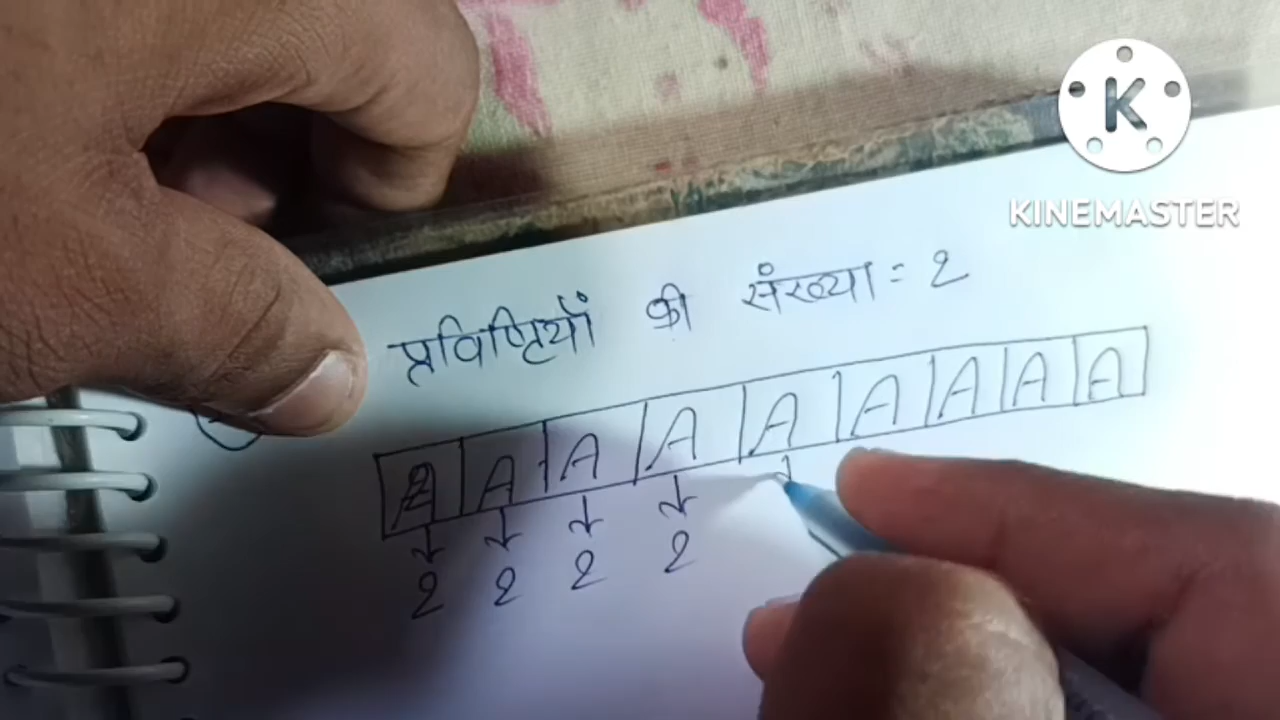 K
KINEMASTER
प्रविष्टियों की संख्या = 2
A A A A A A A A A
2 2 2 2